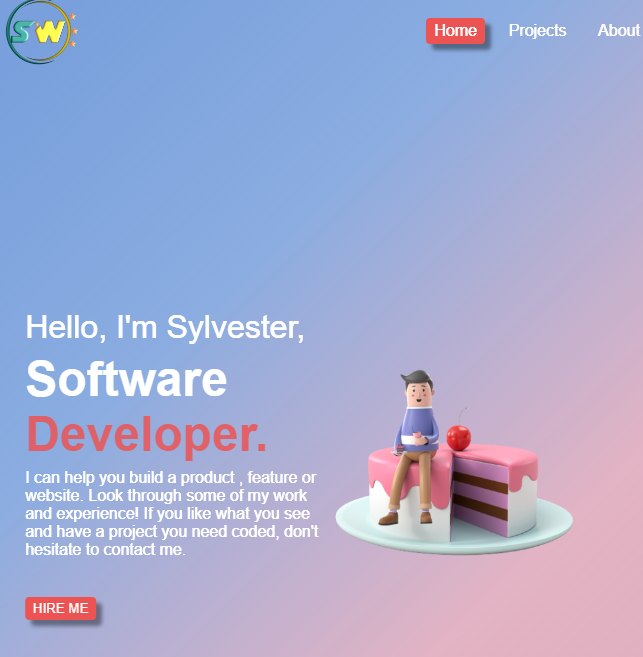 SW
Home Projects About
Hello, I'm Sylvester,
Software
Developer.
I can help you build a product , feature or
website. Look through some of my work
and experience! If you like what you see
and have a project you need coded, don't
hesitate to contact me.
HIRE ME